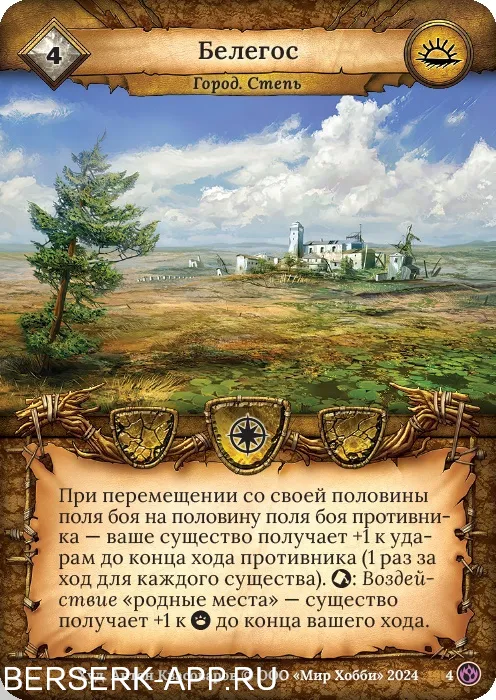 4
Белегос
Город. Степь
При перемещении со своей половины
поля боя на половину поля боя противни-
ка — ваше существо получает +1 к уда-
рам до конца хода противника (1 раз за
ход для каждого существа). : Воздей-
ствие «родные места» — существо
получает +1 к до конца вашего хода.
© ООО «Мир Хобби» 2024
4
BERSERK-APP.RU